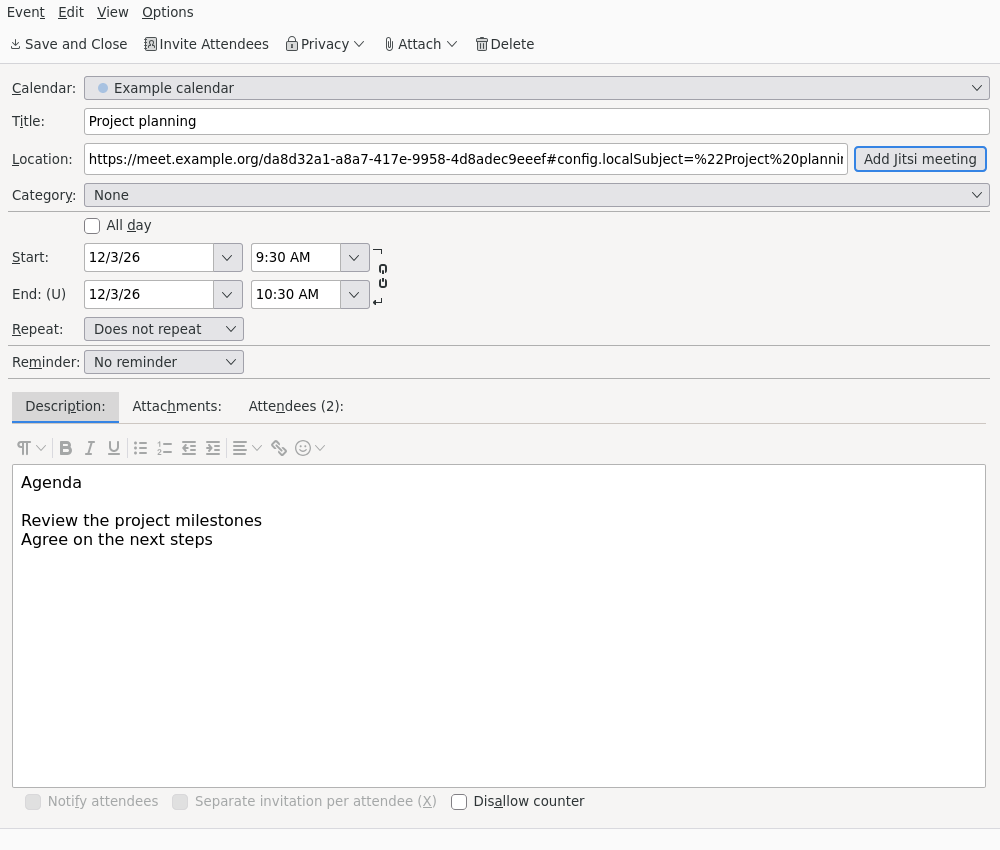 Event Edit View Options
Save and Close Invite Attendees Privacy Attach Delete
Calendar: Example calendar
Title: Project planning
Location: https://meet.example.org/da8d32a1-a8a7-417e-9958-4d8adec9eeef#config.localSubject=%22Project%20plannin Add Jitsi meeting
Category: None
All day
Start: 12/3/26 9:30 AM
End: (U) 12/3/26 10:30 AM
Repeat: Does not repeat
Reminder: No reminder
Description: Attachments: Attendees (2):
Agenda
Review the project milestones
Agree on the next steps
Notify attendees Separate invitation per attendee (X) Disallow counter